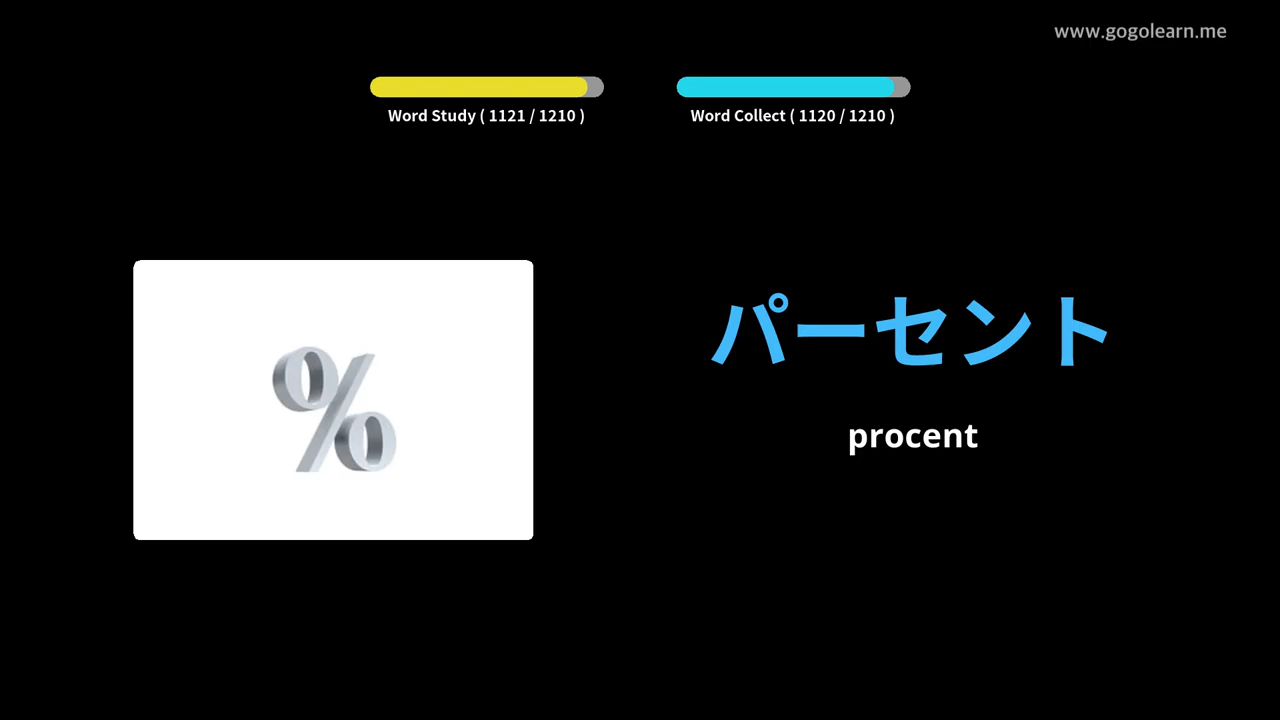 www.gogolearn.me
Word Study ( 1121 / 1210 )
Word Collect ( 1120 / 1210 )
%
パーセント
procent